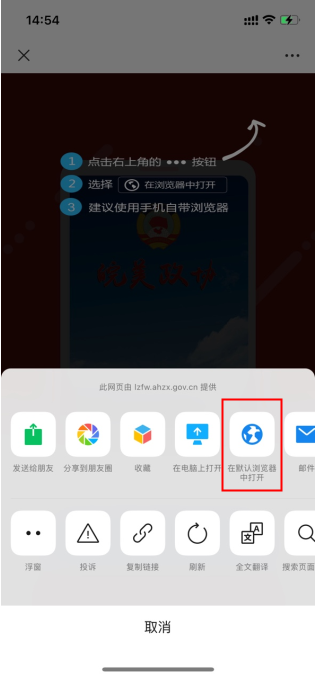 14:54
1 点击右上角的 ••• 按钮
2 选择 在浏览器中打开
3 建议使用手机自带浏览器
此网页由 lzfw.ahzx.gov.cn 提供
发送给朋友 分享到朋友圈 收藏 在电脑上打开 在默认浏览器 邮件
中打开
文 A
浮窗 投诉 复制链接 刷新 全文翻译 搜索页面
取消